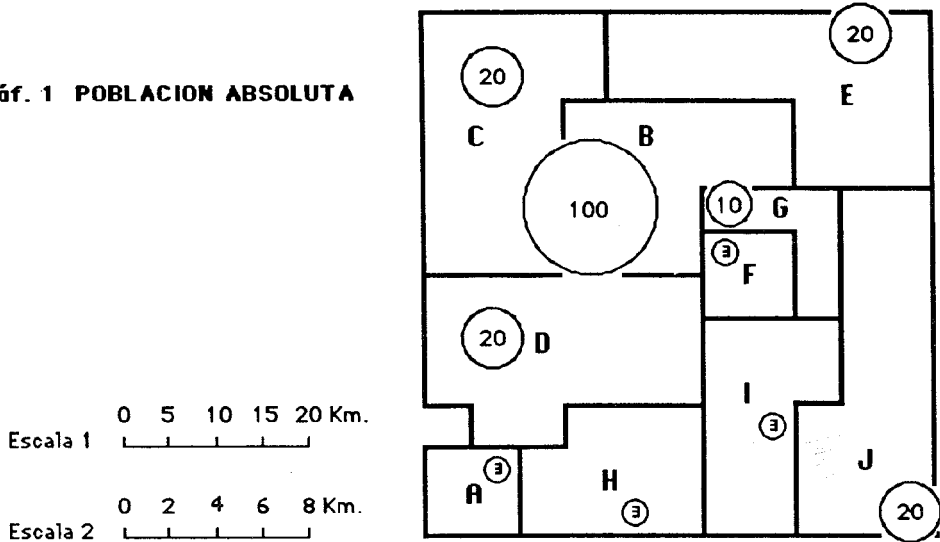 áf. 1 POBLACION ABSOLUTA
20
20
E
C
B
100
10
G
3
F
20
D
I
3
J
3
A
H
3
20
0 5 10 15 20 Km.
Escala 1
0 2 4 6 8 Km.
Escala 2